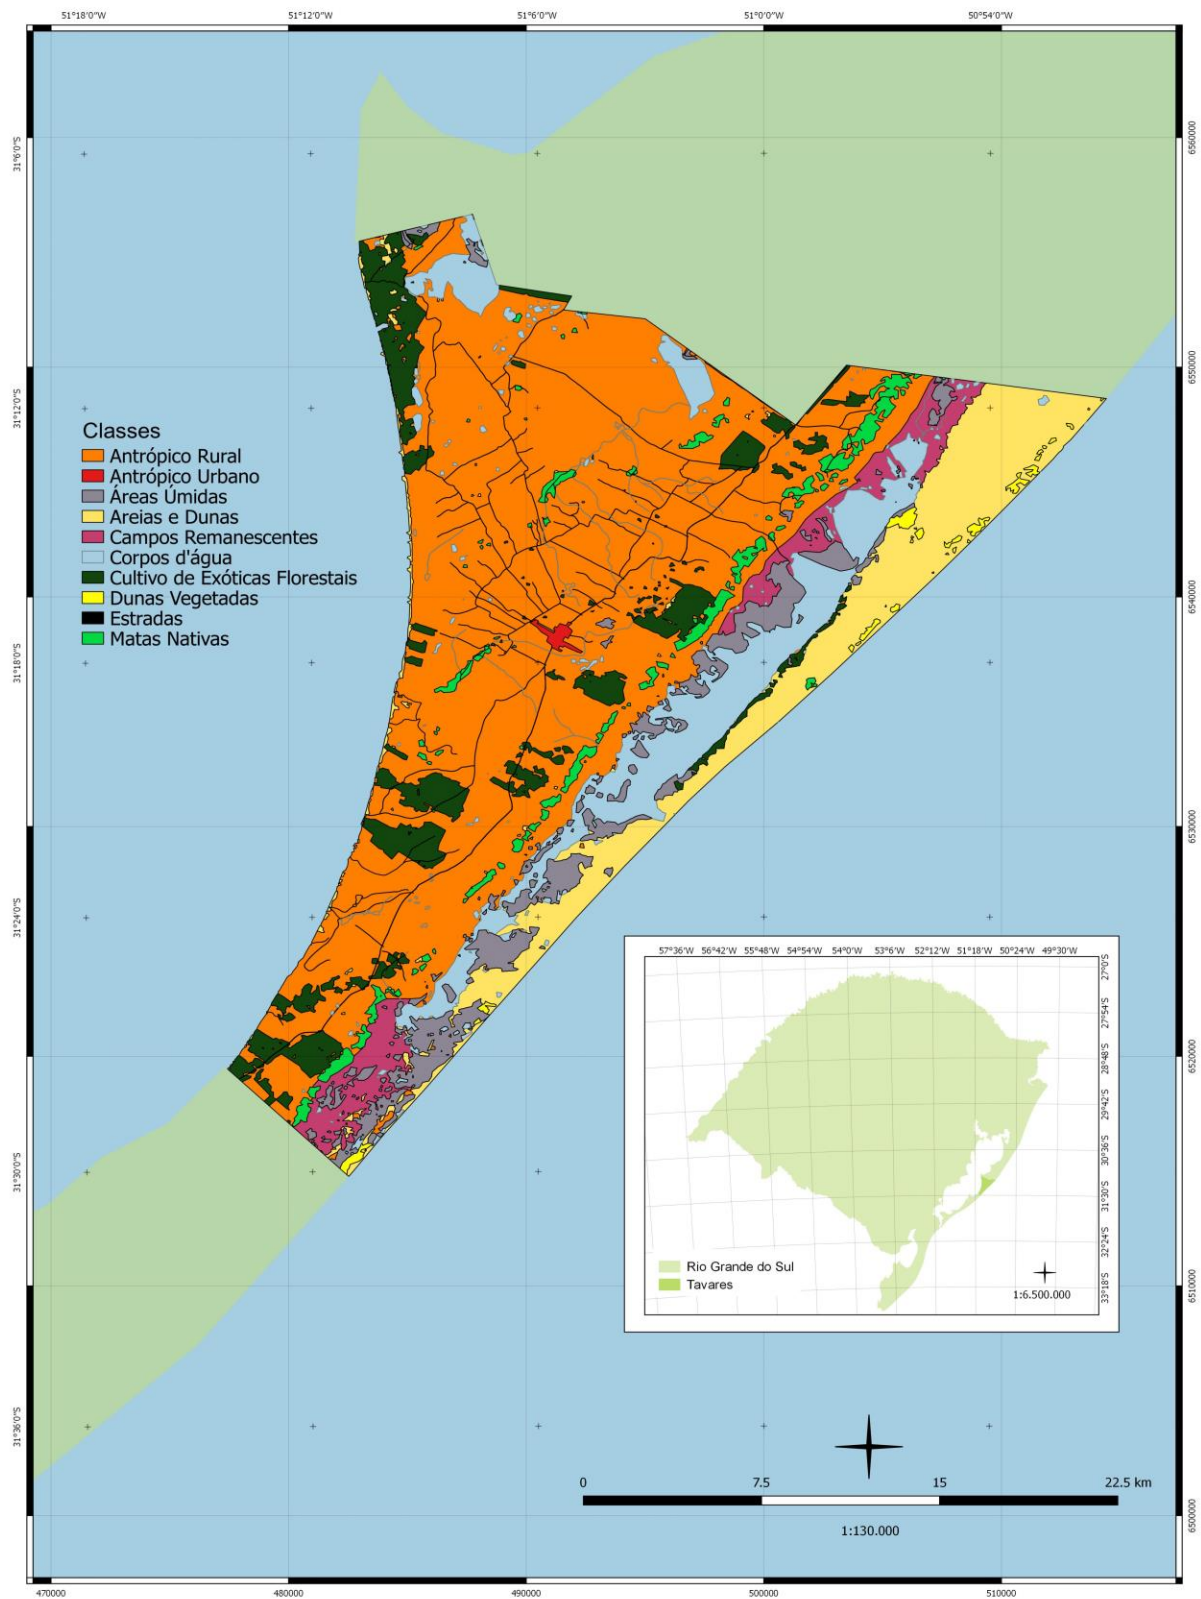 51°18'0"W 51°12'0"W 51°6'0"W 51°0'0"W 50°54'0"W
31°6'0"S
6560000
6550000
31°12'0"S
Classes
Antrópico Rural
Antrópico Urbano
Áreas Úmidas
Areias e Dunas
Campos Remanescentes
Corpos d'água
Cultivo de Exóticas Florestais
Dunas Vegetadas
Estradas
Matas Nativas
6540000
31°18'0"S
6530000
31°24'0"S
57°36'W 56°42'W 55°48'W 54°54'W 54°0'W 53°6'W 52°12'W 51°18'W 50°24'W 49°30'W
27°0'S
27°54'S
28°48'S
29°42'S
30°36'S
31°30'S
32°24'S
33°18'S
Rio Grande do Sul
Tavares
1:6.500.000
6520000
31°30'0"S
6510000
31°36'0"S
0 7.5 15 22.5 km
1:130.000
6500000
470000 480000 490000 500000 510000